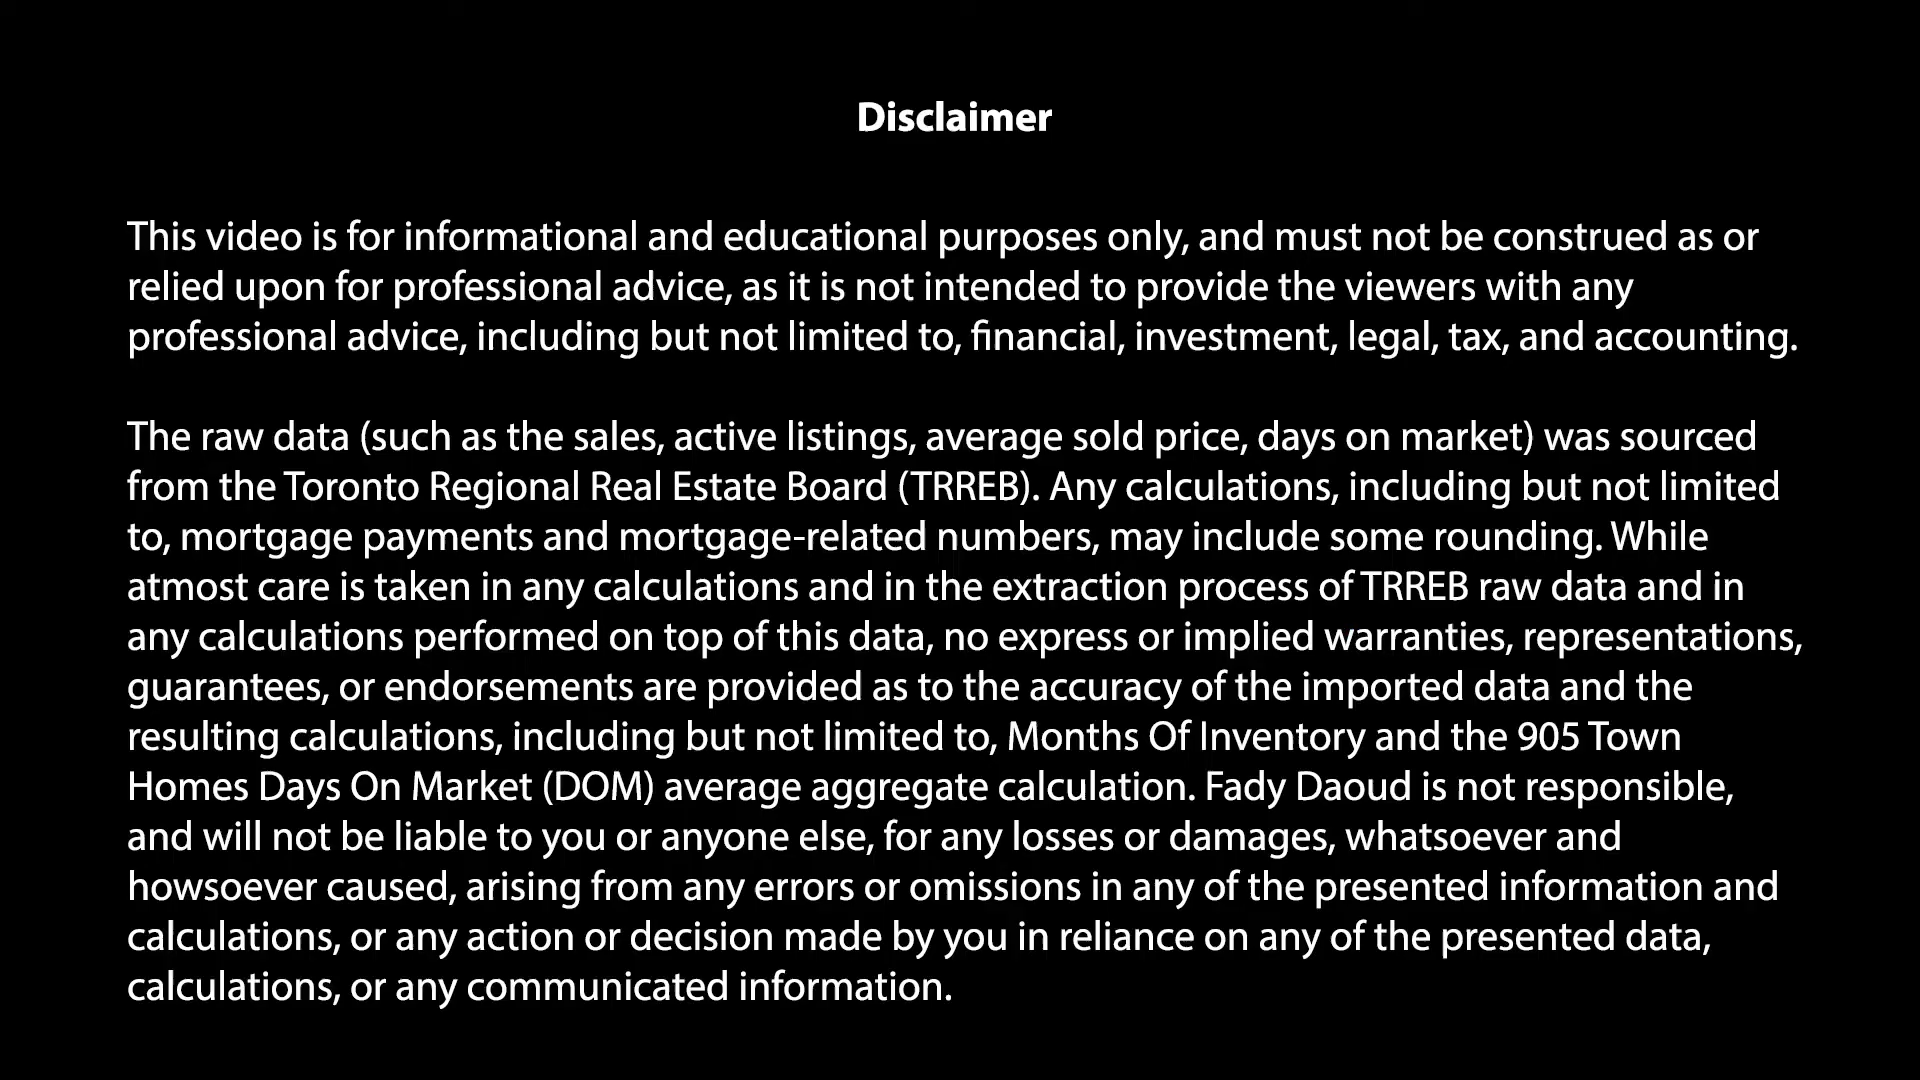 Disclaimer
This video is for informational and educational purposes only, and must not be construed as or
relied upon for professional advice, as it is not intended to provide the viewers with any
professional advice, including but not limited to, financial, investment, legal, tax, and accounting.
The raw data (such as the sales, active listings, average sold price, days on market) was sourced
from the Toronto Regional Real Estate Board (TRREB). Any calculations, including but not limited
to, mortgage payments and mortgage-related numbers, may include some rounding. While
atmost care is taken in any calculations and in the extraction process of TRREB raw data and in
any calculations performed on top of this data, no express or implied warranties, representations,
guarantees, or endorsements are provided as to the accuracy of the imported data and the
resulting calculations, including but not limited to, Months Of Inventory and the 905 Town
Homes Days On Market (DOM) average aggregate calculation. Fady Daoud is not responsible,
and will not be liable to you or anyone else, for any losses or damages, whatsoever and
howsoever caused, arising from any errors or omissions in any of the presented information and
calculations, or any action or decision made by you in reliance on any of the presented data,
calculations, or any communicated information.